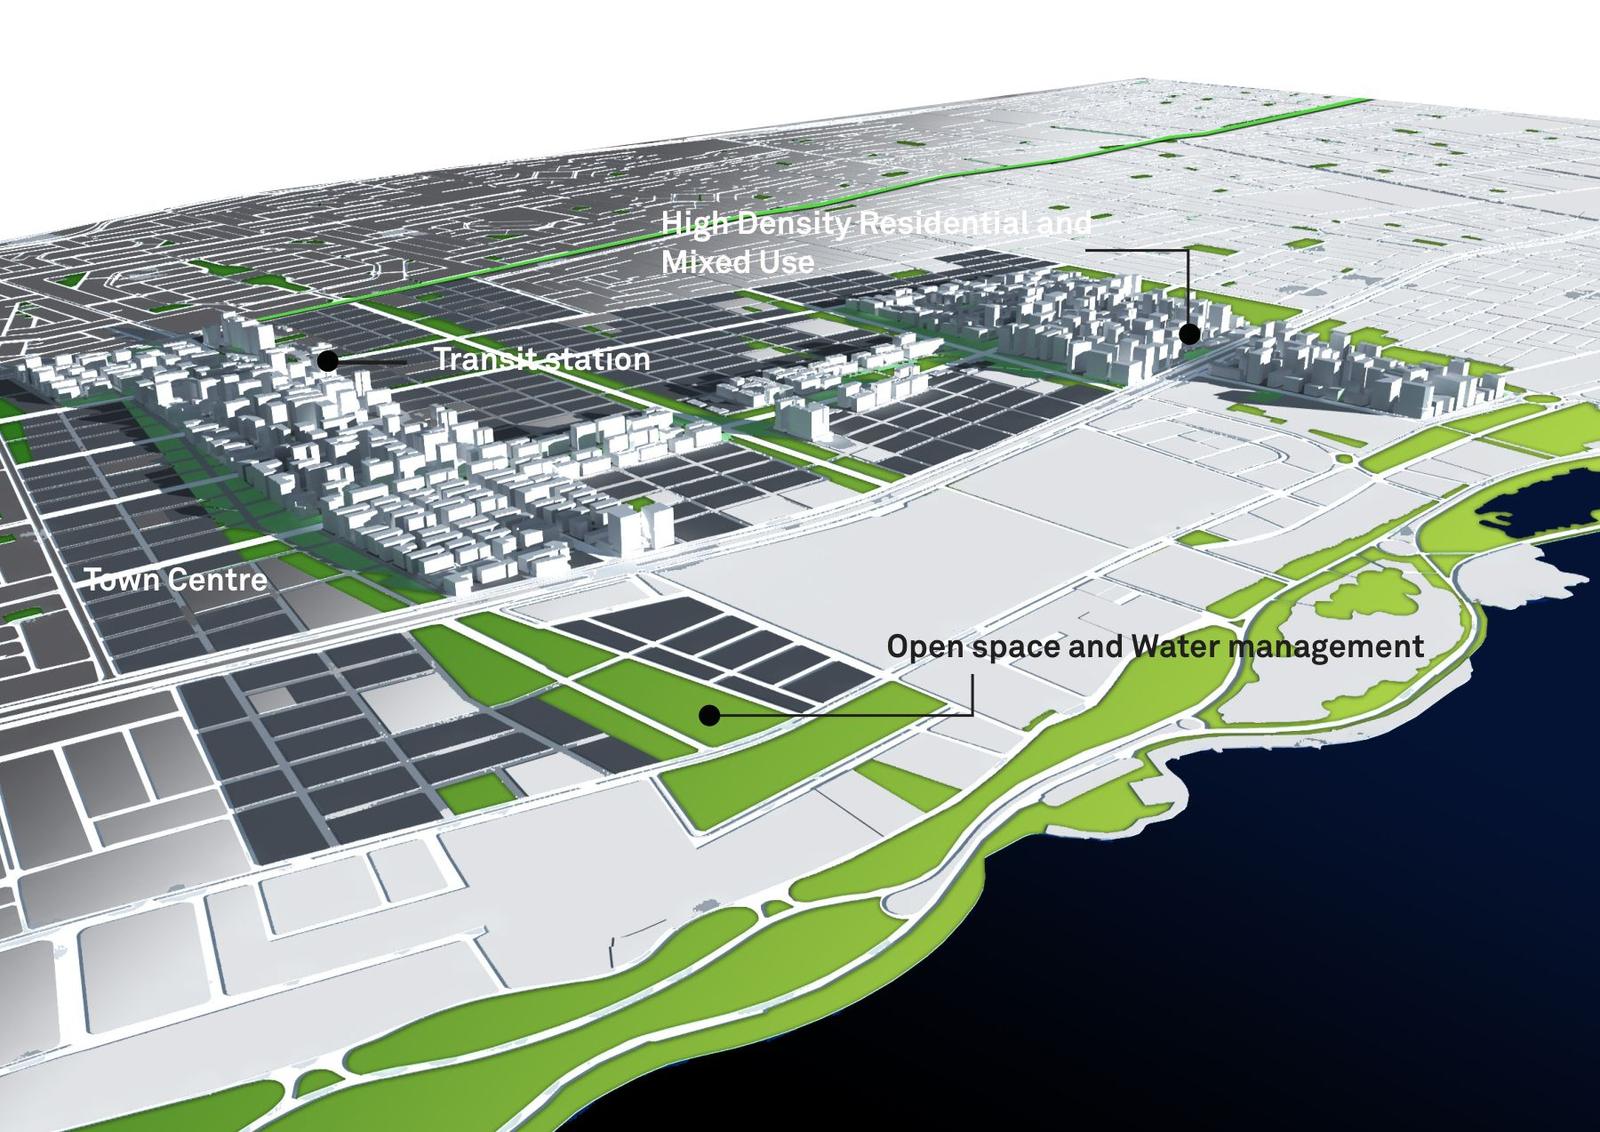 High Density Residential and
Mixed Use
Transit station
Town Centre
Open space and Water management